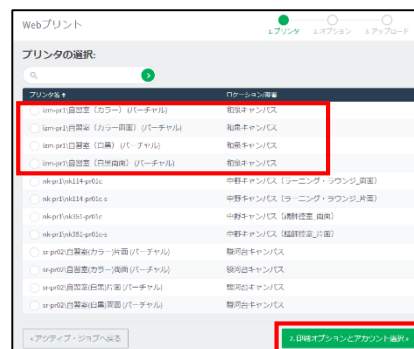 Webプリント
1.プリンタ 2.オプション 3.アップロード
プリンタの選択:
プリンタ名↑ ロケーション/部署
izm-pr1\自習室（カラー）(バーチャル) 和泉キャンパス
izm-pr1\自習室（カラー両面）(バーチャル) 和泉キャンパス
izm-pr1\自習室（白黒）(バーチャル) 和泉キャンパス
izm-pr1\自習室（白黒両面）(バーチャル) 和泉キャンパス
nk-pr1\nk114-pr01c 中野キャンパス（ラーニング・ラウンジ_両面）
nk-pr1\nk114-pr01c-s 中野キャンパス（ラーニング・ラウンジ_片面）
nk-pr1\nk351-pr01c 中野キャンパス（講師控室_両面）
nk-pr1\nk351-pr01c-s 中野キャンパス（講師控室_片面）
sr-pr02\自習室(カラー)片面 (バーチャル) 駿河台キャンパス
sr-pr02\自習室(カラー)両面 (バーチャル) 駿河台キャンパス
sr-pr02\自習室(白黒)片面 (バーチャル) 駿河台キャンパス
sr-pr02\自習室(白黒)両面 (バーチャル) 駿河台キャンパス
«アクティブ・ジョブへ戻る 2.印刷オプションとアカウント選択»